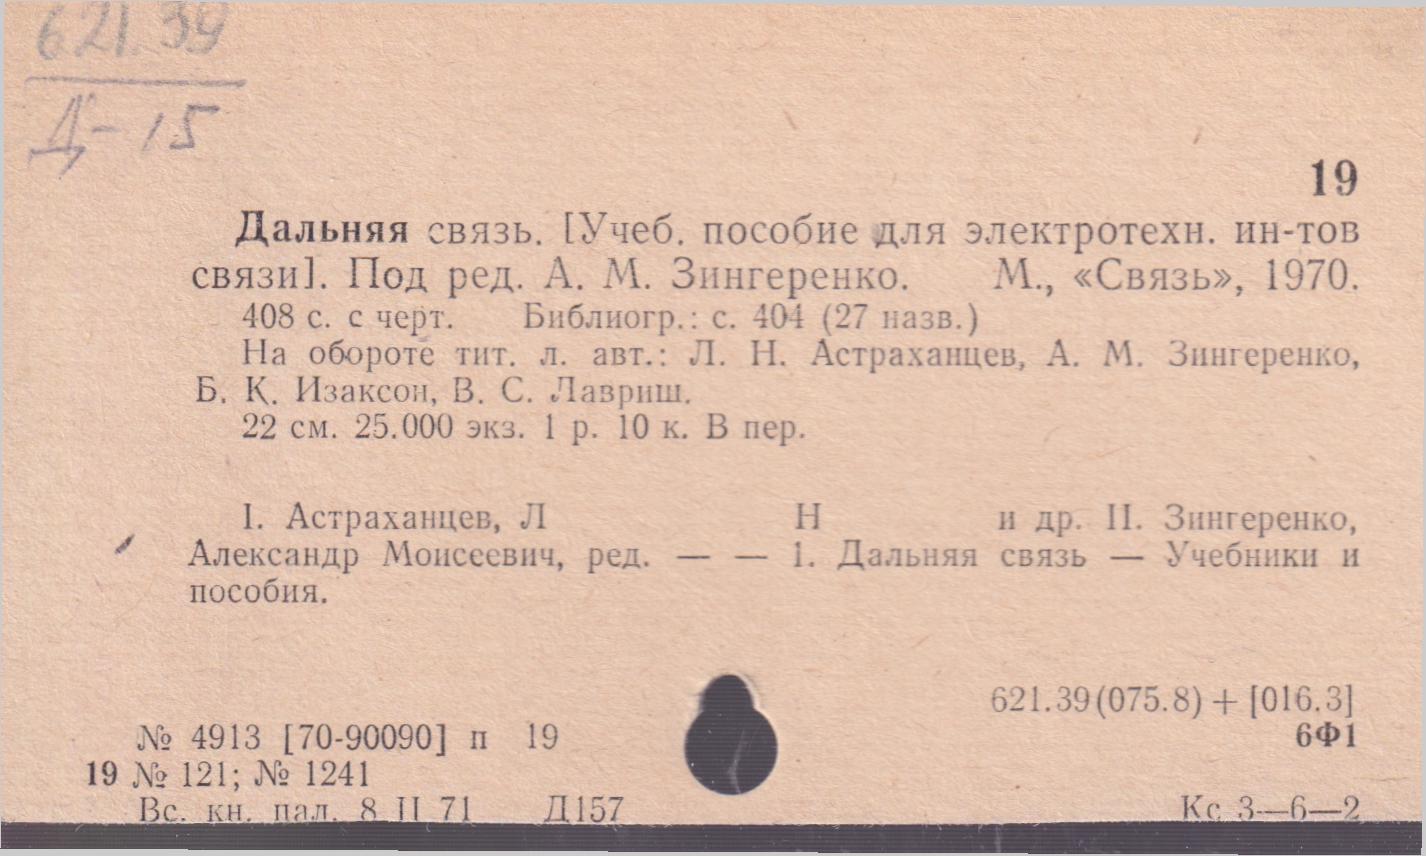 621.39
Д-15
19
Дальняя связь. [Учеб. пособие для электротехн. ин-тов
связи]. Под ред. А. М. Зингеренко. М., «Связь», 1970.
408 с. с черт. Библиогр.: с. 404 (27 назв.)
На обороте тит. л. авт.: Л. Н. Астраханцев, А. М. Зингеренко,
Б. К. Изаксон, В. С. Лавриш.
22 см. 25.000 экз. 1 р. 10 к. В пер.
I. Астраханцев, Л Н и др. II. Зингеренко,
Александр Моисеевич, ред. — — 1. Дальняя связь — Учебники и
пособия.
621.39(075.8) + [016.3]
№ 4913 [70-90090] п 19 6Ф1
19 № 121; № 1241
Вс. кн. пал. 8 II 71 Д157 Кс 3—6—2